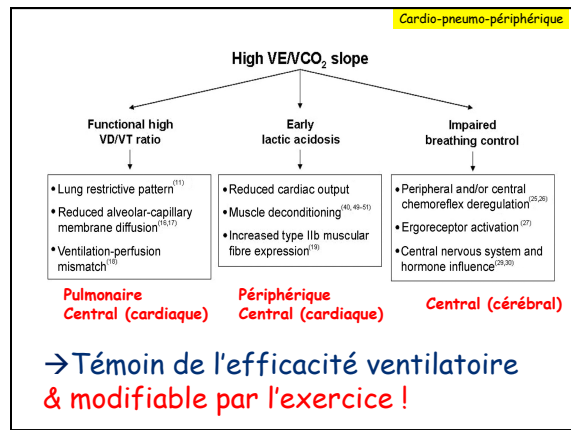 Cardio-pneumo-périphérique
High VE/VCO₂ slope
Functional high
VD/VT ratio
• Lung restrictive pattern(11)
• Reduced alveolar-capillary
membrane diffusion(16,17)
• Ventilation-perfusion
mismatch(18)
Pulmonaire
Central (cardiaque)
Early
lactic acidosis
• Reduced cardiac output
• Muscle deconditioning(40, 49–51)
• Increased type IIb muscular
fibre expression(19)
Périphérique
Central (cardiaque)
Impaired
breathing control
• Peripheral and/or central
chemoreflex deregulation(25,26)
• Ergoreceptor activation(27)
• Central nervous system and
hormone influence(29,30)
Central (cérébral)
→Témoin de l’efficacité ventilatoire
& modifiable par l’exercice !